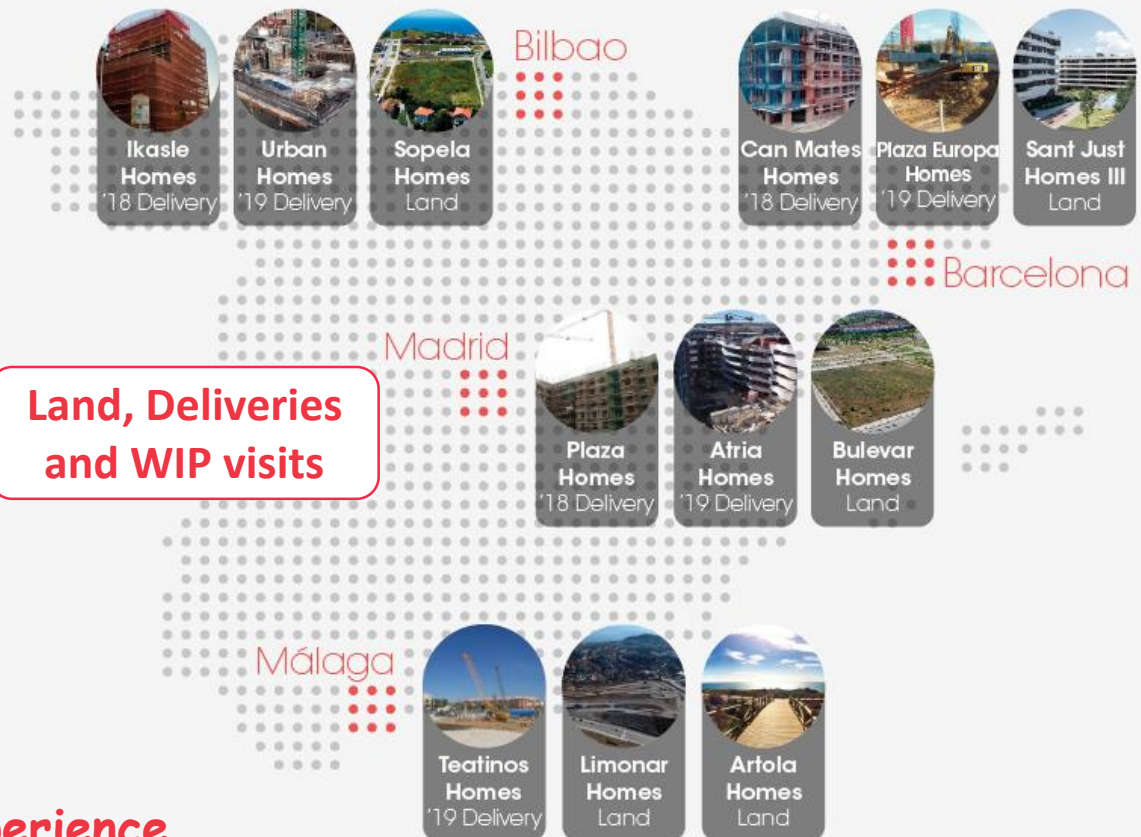 Bilbao
Ikasle
Homes
'18 Delivery
Urban
Homes
'19 Delivery
Sopela
Homes
Land
Can Mates
Homes
'18 Delivery
Plaza Europa
Homes
'19 Delivery
Sant Just
Homes III
Land
Barcelona
Madrid
Land, Deliveries
and WIP visits
Plaza
Homes
'18 Delivery
Atria
Homes
'19 Delivery
Bulevar
Homes
Land
Málaga
Teatinos
Homes
'19 Delivery
Limonar
Homes
Land
Artola
Homes
Land